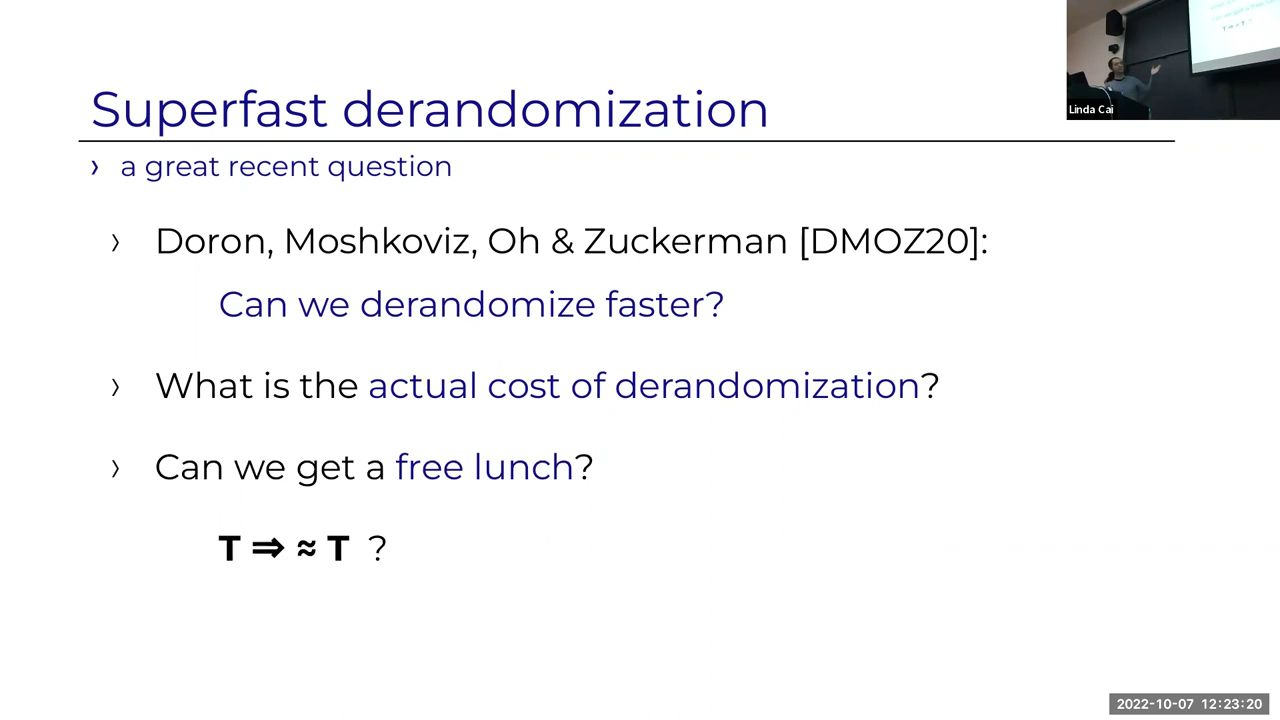 Superfast derandomization
› a great recent question
› Doron, Moshkoviz, Oh & Zuckerman [DMOZ20]:
Can we derandomize faster?
› What is the actual cost of derandomization?
› Can we get a free lunch?
T ⇒ ≈ T ?
Linda Cai
2022-10-07 12:23:20